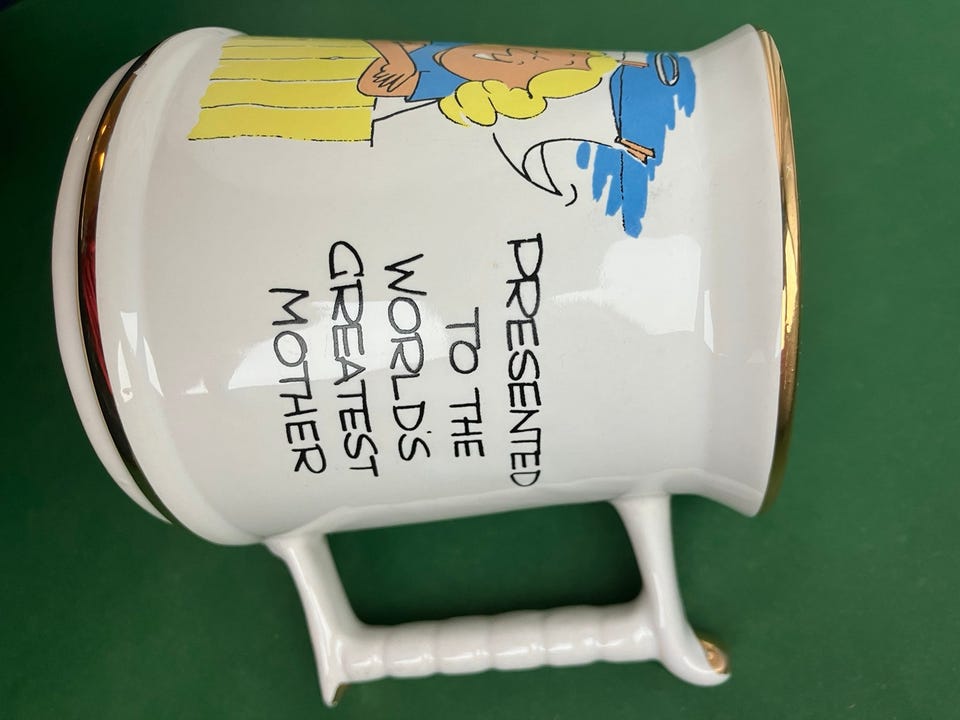 PRESENTED
TO THE
WORLD'S
GREATEST
MOTHER